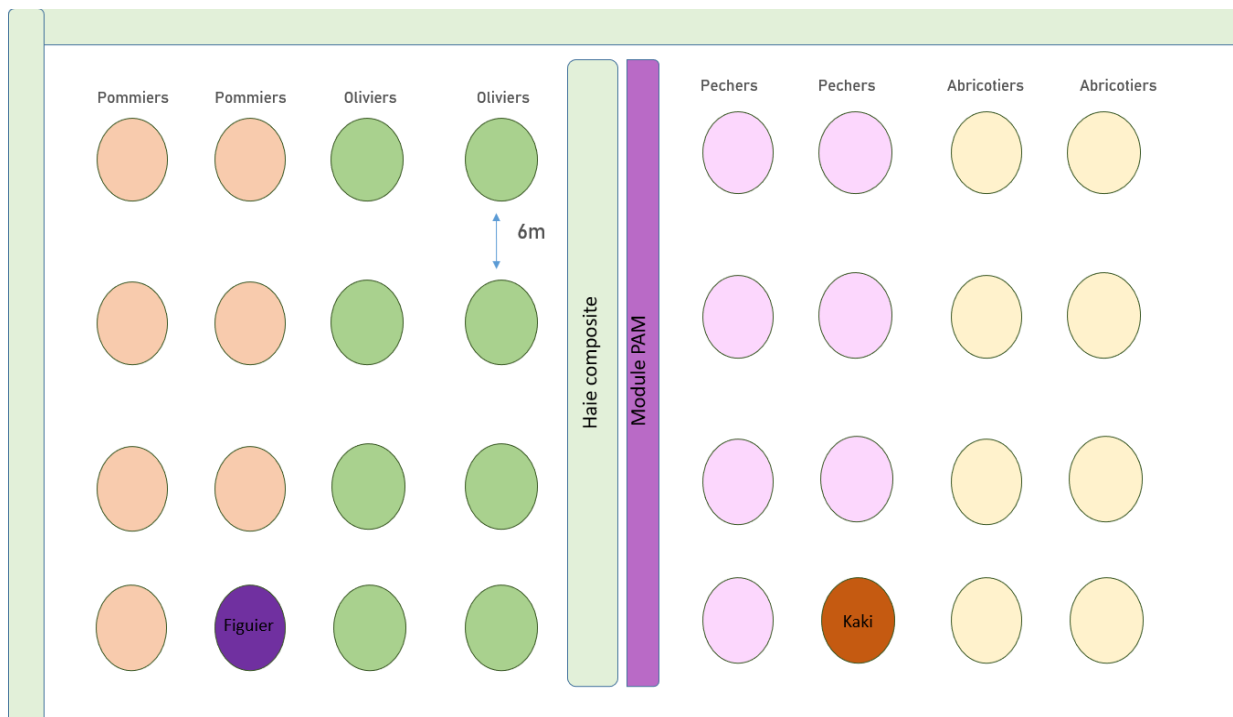 Pommiers
Pommiers
Oliviers
Oliviers
Pechers
Pechers
Abricotiers
Abricotiers
6m
Haie composite
Module PAM
Figuier
Kaki